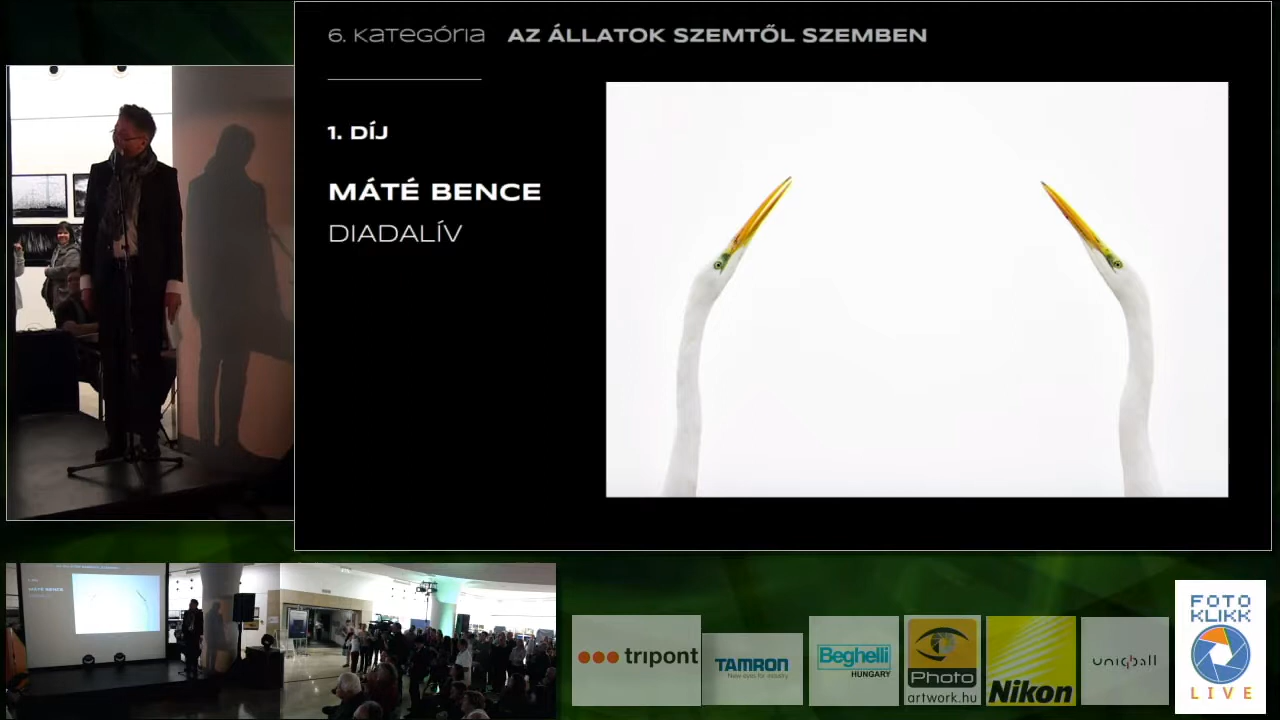 6. Kategória AZ ÁLLATOK SZEMTŐL SZEMBEN
1. DÍJ
MÁTÉ BENCE
DIADALÍV
tripont
TAMRON
New eyes for industry
Beghelli
HUNGARY
Photo
artwork.hu
Nikon
uniqball
FOTO
KLIKK
LIVE